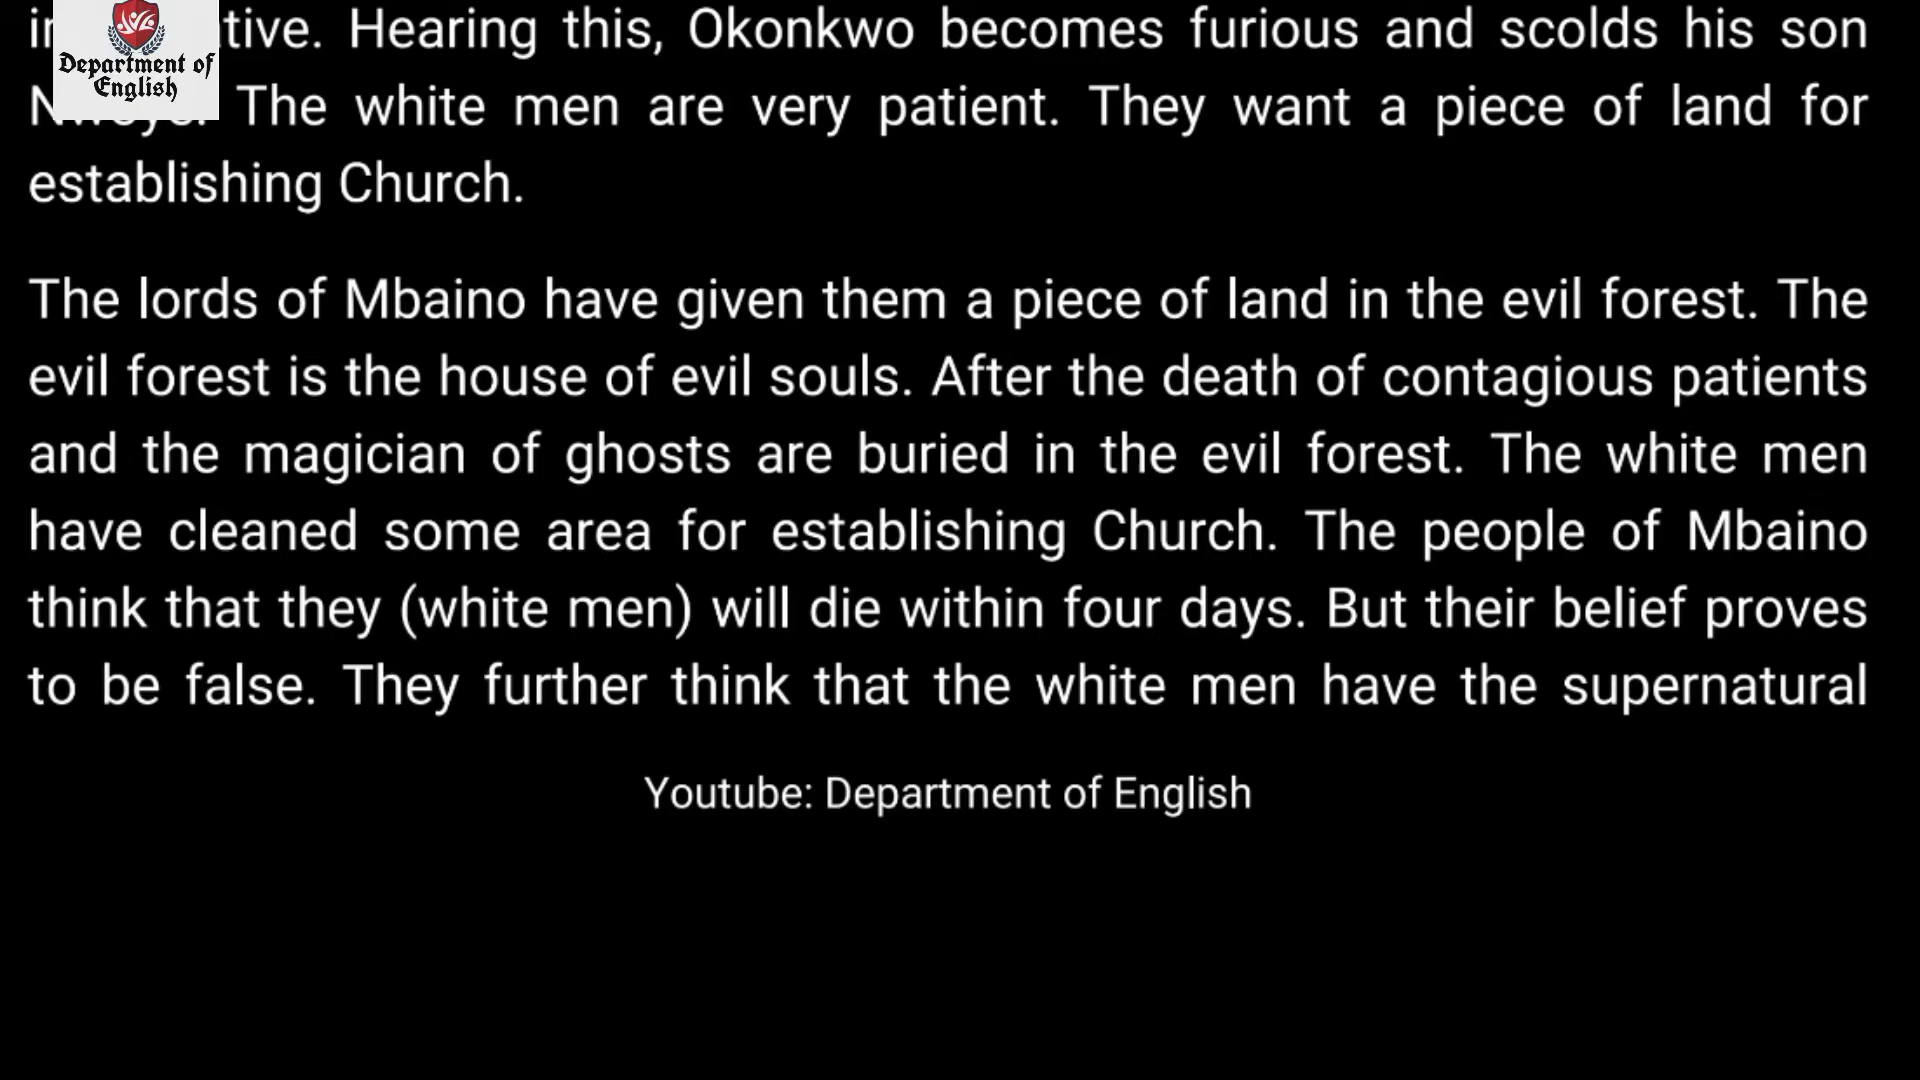 tive. Hearing this, Okonkwo becomes furious and scolds his son
The white men are very patient. They want a piece of land for
establishing Church.
The lords of Mbaino have given them a piece of land in the evil forest. The
evil forest is the house of evil souls. After the death of contagious patients
and the magician of ghosts are buried in the evil forest. The white men
have cleaned some area for establishing Church. The people of Mbaino
think that they (white men) will die within four days. But their belief proves
to be false. They further think that the white men have the supernatural
Youtube: Department of English
Department of
English